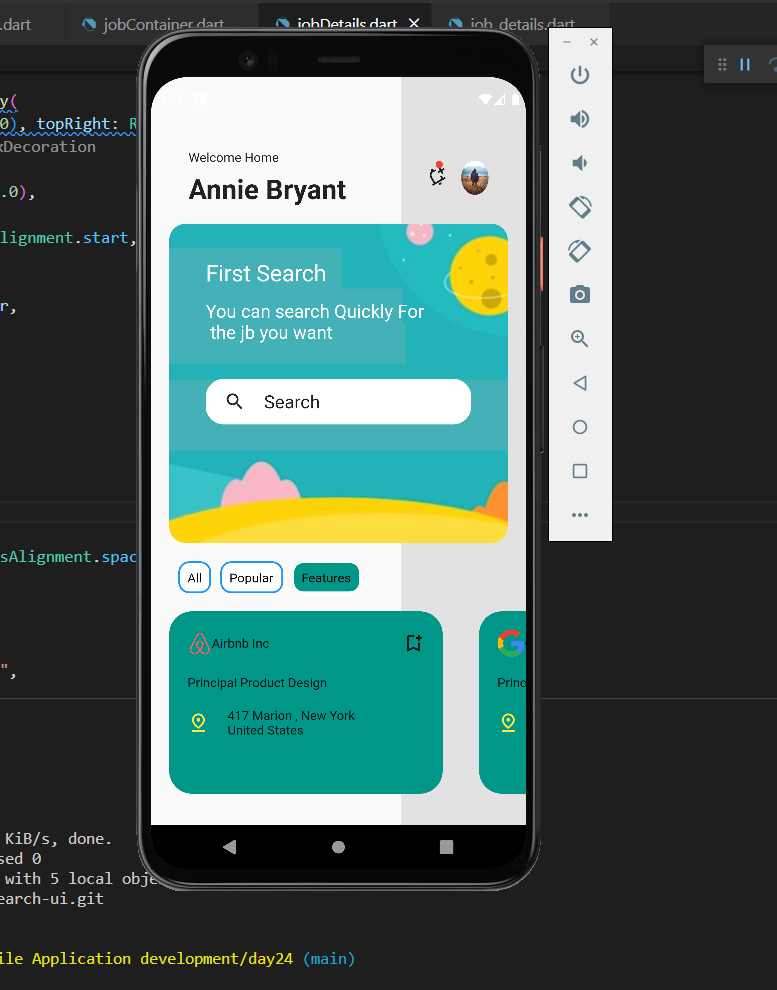 .dart
jobContainer.dart
jobDetails.dart
job_details.dart
y(
0), topRight: R
xDecoration
.0),
lignment.start,
r,
Welcome Home
Annie Bryant
First Search
You can search Quickly For
the jb you want
Search
sAlignment.spac
All
Popular
Features
Airbnb Inc
Principal Product Design
Princ
417 Marion , New York
United States
",
KiB/s, done.
sed 0
with 5 local obje
earch-ui.git
ile Application development/day24 (main)